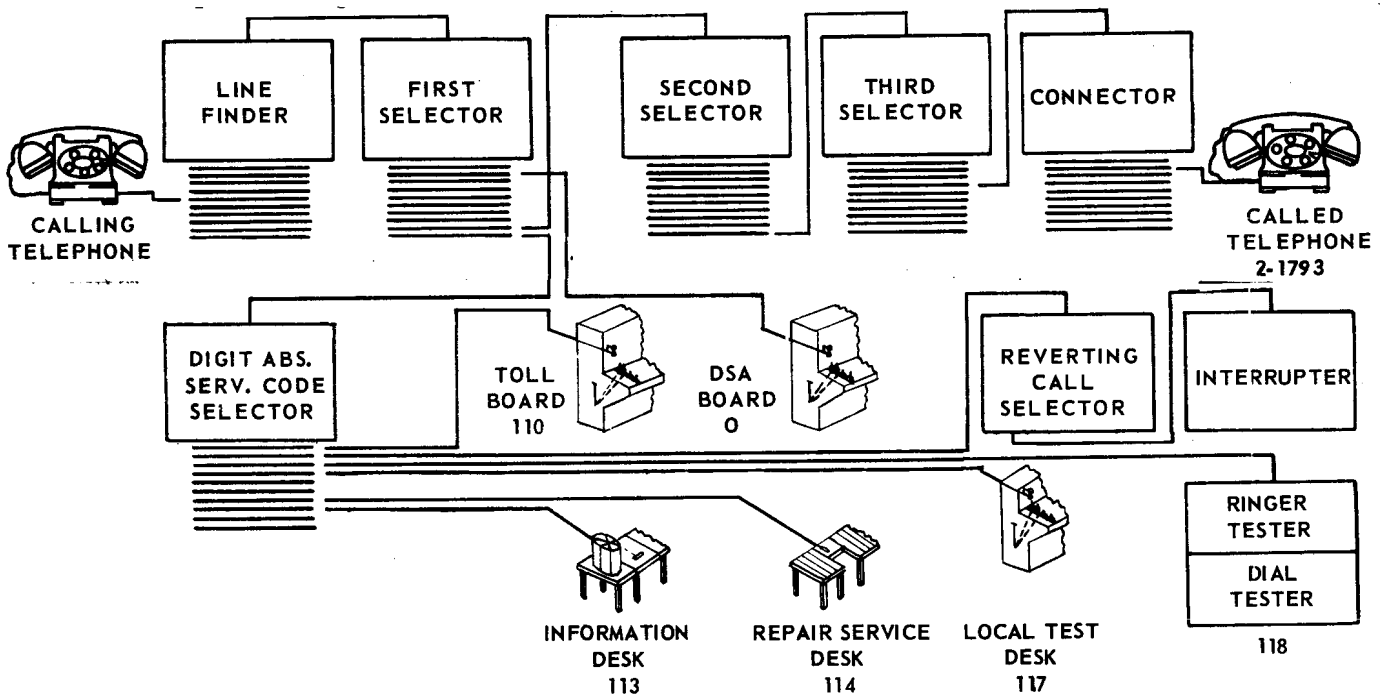 LINE
FINDER
FIRST
SELECTOR
SECOND
SELECTOR
THIRD
SELECTOR
CONNECTOR
CALLING
TELEPHONE
CALLED
TELEPHONE
2-1793
DIGIT ABS.
SERV. CODE
SELECTOR
TOLL
BOARD
110
DSA
BOARD
O
REVERTING
CALL
SELECTOR
INTERRUPTER
RINGER
TESTER
DIAL
TESTER
118
INFORMATION
DESK
113
REPAIR SERVICE
DESK
114
LOCAL TEST
DESK
117